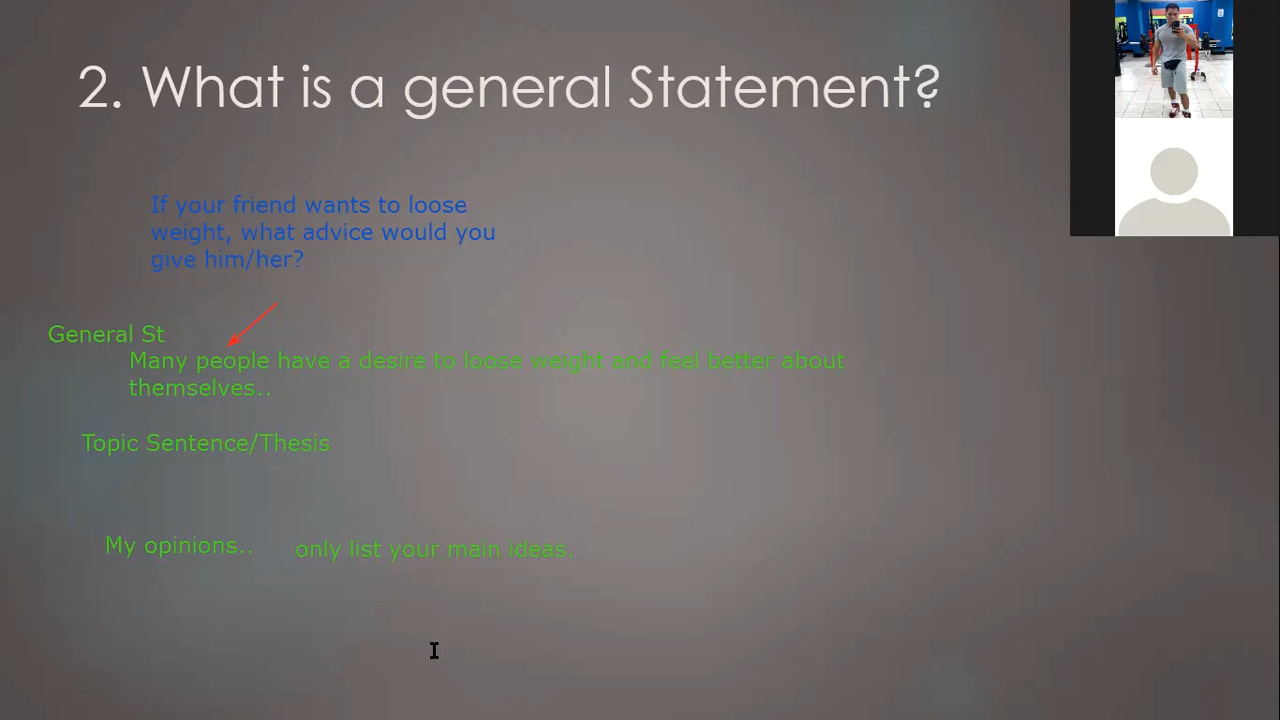 2. What is a general Statement?
If your friend wants to loose
weight, what advice would you
give him/her?
General St
Many people have a desire to loose weight and feel better about
themselves..
Topic Sentence/Thesis
My opinions..
only list your main ideas.